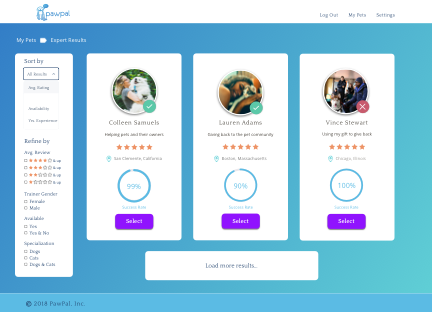 pawpal
Log Out My Pets Settings
My Pets Expert Results
Sort by
All Results
Avg. Rating
Availability
Yrs. Experience
Refine by
Avg. Review
& up
& up
& up
& up
Trainer Gender
Female
Male
Available
Yes
Yes & No
Specialization
Dogs
Cats
Dogs & Cats
Colleen Samuels
Helping pets and their owners
San Clemente, California
99%
Success Rate
Select
Lauren Adams
Giving back to the pet community
Boston, Massachusetts
90%
Success Rate
Select
Vince Stewart
Using my gift to give back
Chicago, Illinois
100%
Success Rate
Select
Load more results..
© 2018 PawPal, Inc.